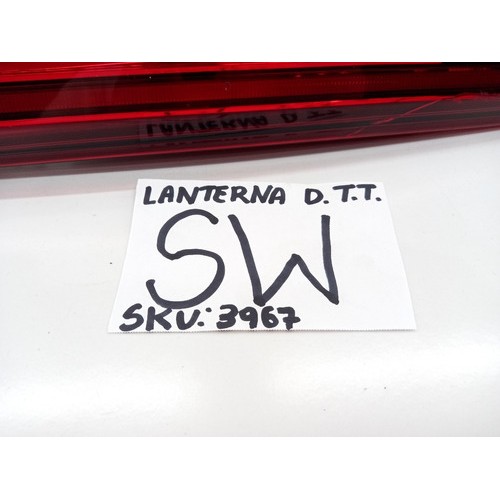 LANTERNA D. T.T.
SW
SKU: 3967